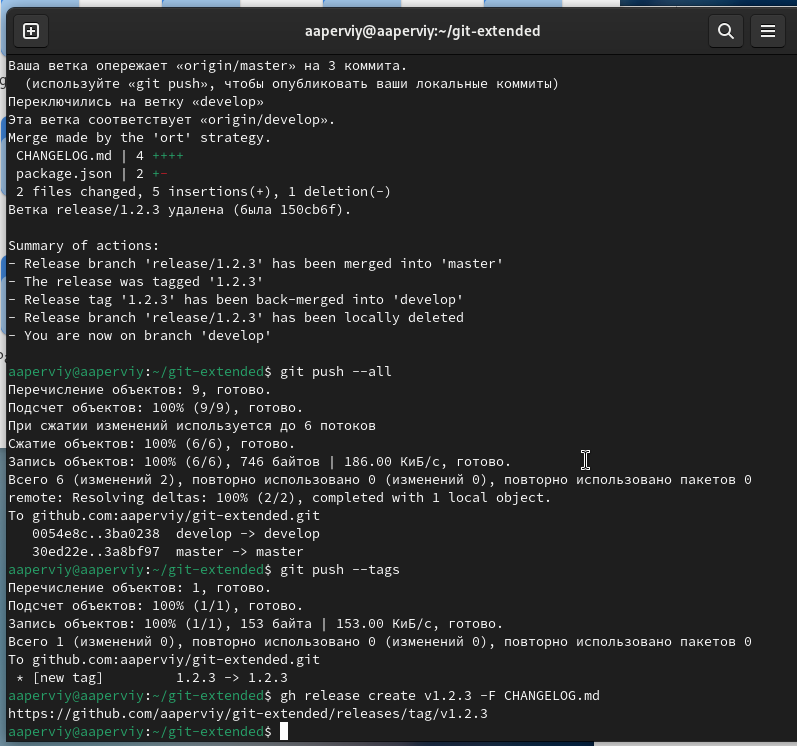 aaperviy@aaperviy:~/git-extended
Ваша ветка опережает «origin/master» на 3 коммита.
(используйте «git push», чтобы опубликовать ваши локальные коммиты)
Переключились на ветку «develop»
Эта ветка соответствует «origin/develop».
Merge made by the 'ort' strategy.
CHANGELOG.md | 4 ++++
package.json | 2 +-
2 files changed, 5 insertions(+), 1 deletion(-)
Ветка release/1.2.3 удалена (была 150cb6f).
Summary of actions:
- Release branch 'release/1.2.3' has been merged into 'master'
- The release was tagged '1.2.3'
- Release tag '1.2.3' has been back-merged into 'develop'
- Release branch 'release/1.2.3' has been locally deleted
- You are now on branch 'develop'
aaperviy@aaperviy:~/git-extended$ git push --all
Перечисление объектов: 9, готово.
Подсчет объектов: 100% (9/9), готово.
При сжатии изменений используется до 6 потоков
Сжатие объектов: 100% (6/6), готово.
Запись объектов: 100% (6/6), 746 байтов | 186.00 КиБ/с, готово.
Всего 6 (изменений 2), повторно использовано 0 (изменений 0), повторно использовано пакетов 0
remote: Resolving deltas: 100% (2/2), completed with 1 local object.
To github.com:aaperviy/git-extended.git
0054e8c..3ba0238  develop -> develop
30ed22e..3a8bf97  master -> master
aaperviy@aaperviy:~/git-extended$ git push --tags
Перечисление объектов: 1, готово.
Подсчет объектов: 100% (1/1), готово.
Запись объектов: 100% (1/1), 153 байта | 153.00 КиБ/с, готово.
Всего 1 (изменений 0), повторно использовано 0 (изменений 0), повторно использовано пакетов 0
To github.com:aaperviy/git-extended.git
* [new tag]         1.2.3 -> 1.2.3
aaperviy@aaperviy:~/git-extended$ gh release create v1.2.3 -F CHANGELOG.md
https://github.com/aaperviy/git-extended/releases/tag/v1.2.3
aaperviy@aaperviy:~/git-extended$